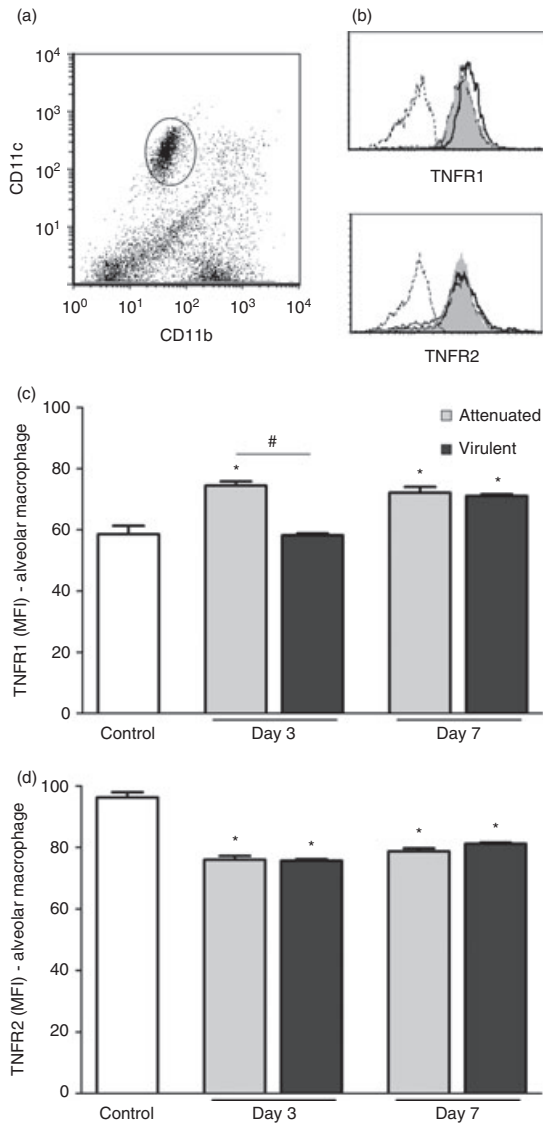 (a)
CD11c
10⁴
10³
10²
10¹
10⁰ 10¹ 10² 10³ 10⁴
CD11b
(b)
TNFR1
TNFR2
(c)
TNFR1 (MFI) - alveolar macrophage
100
80
60
40
20
0
Attenuated
Virulent
#
*
*
*
Control
Day 3
Day 7
(d)
TNFR2 (MFI) - alveolar macrophage
100
80
60
40
20
0
*
*
*
*
Control
Day 3
Day 7